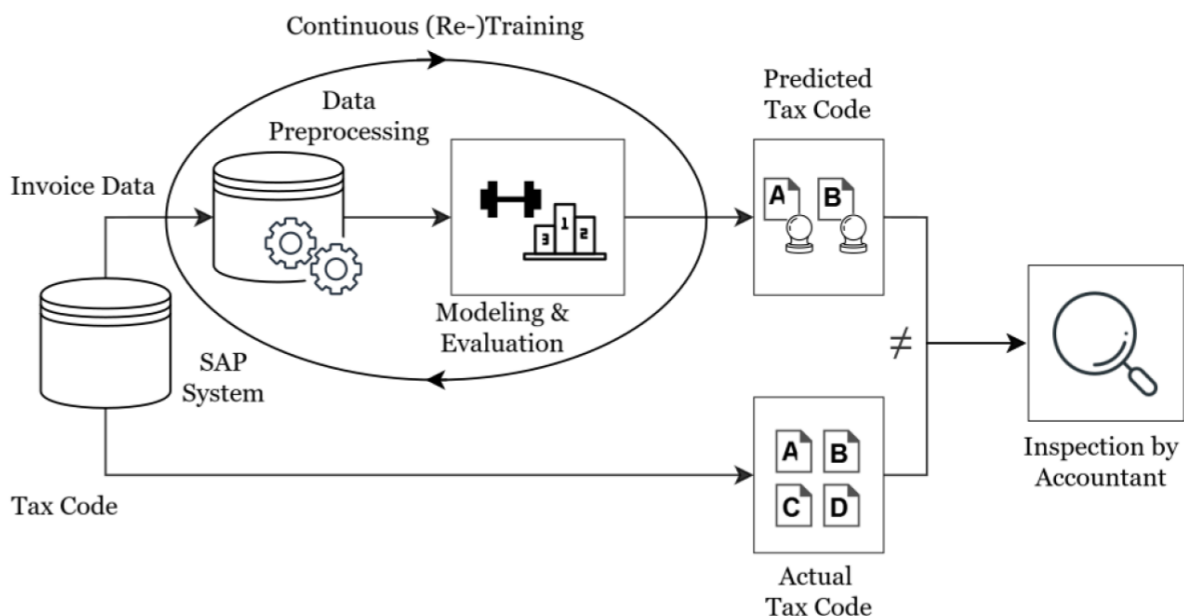 Continuous (Re-)Training
Data
Preprocessing
Predicted
Tax Code
Invoice Data
A
B
3
1
2
Modeling &
Evaluation
SAP
System
≠
A
B
C
D
Inspection by
Accountant
Tax Code
Actual
Tax Code